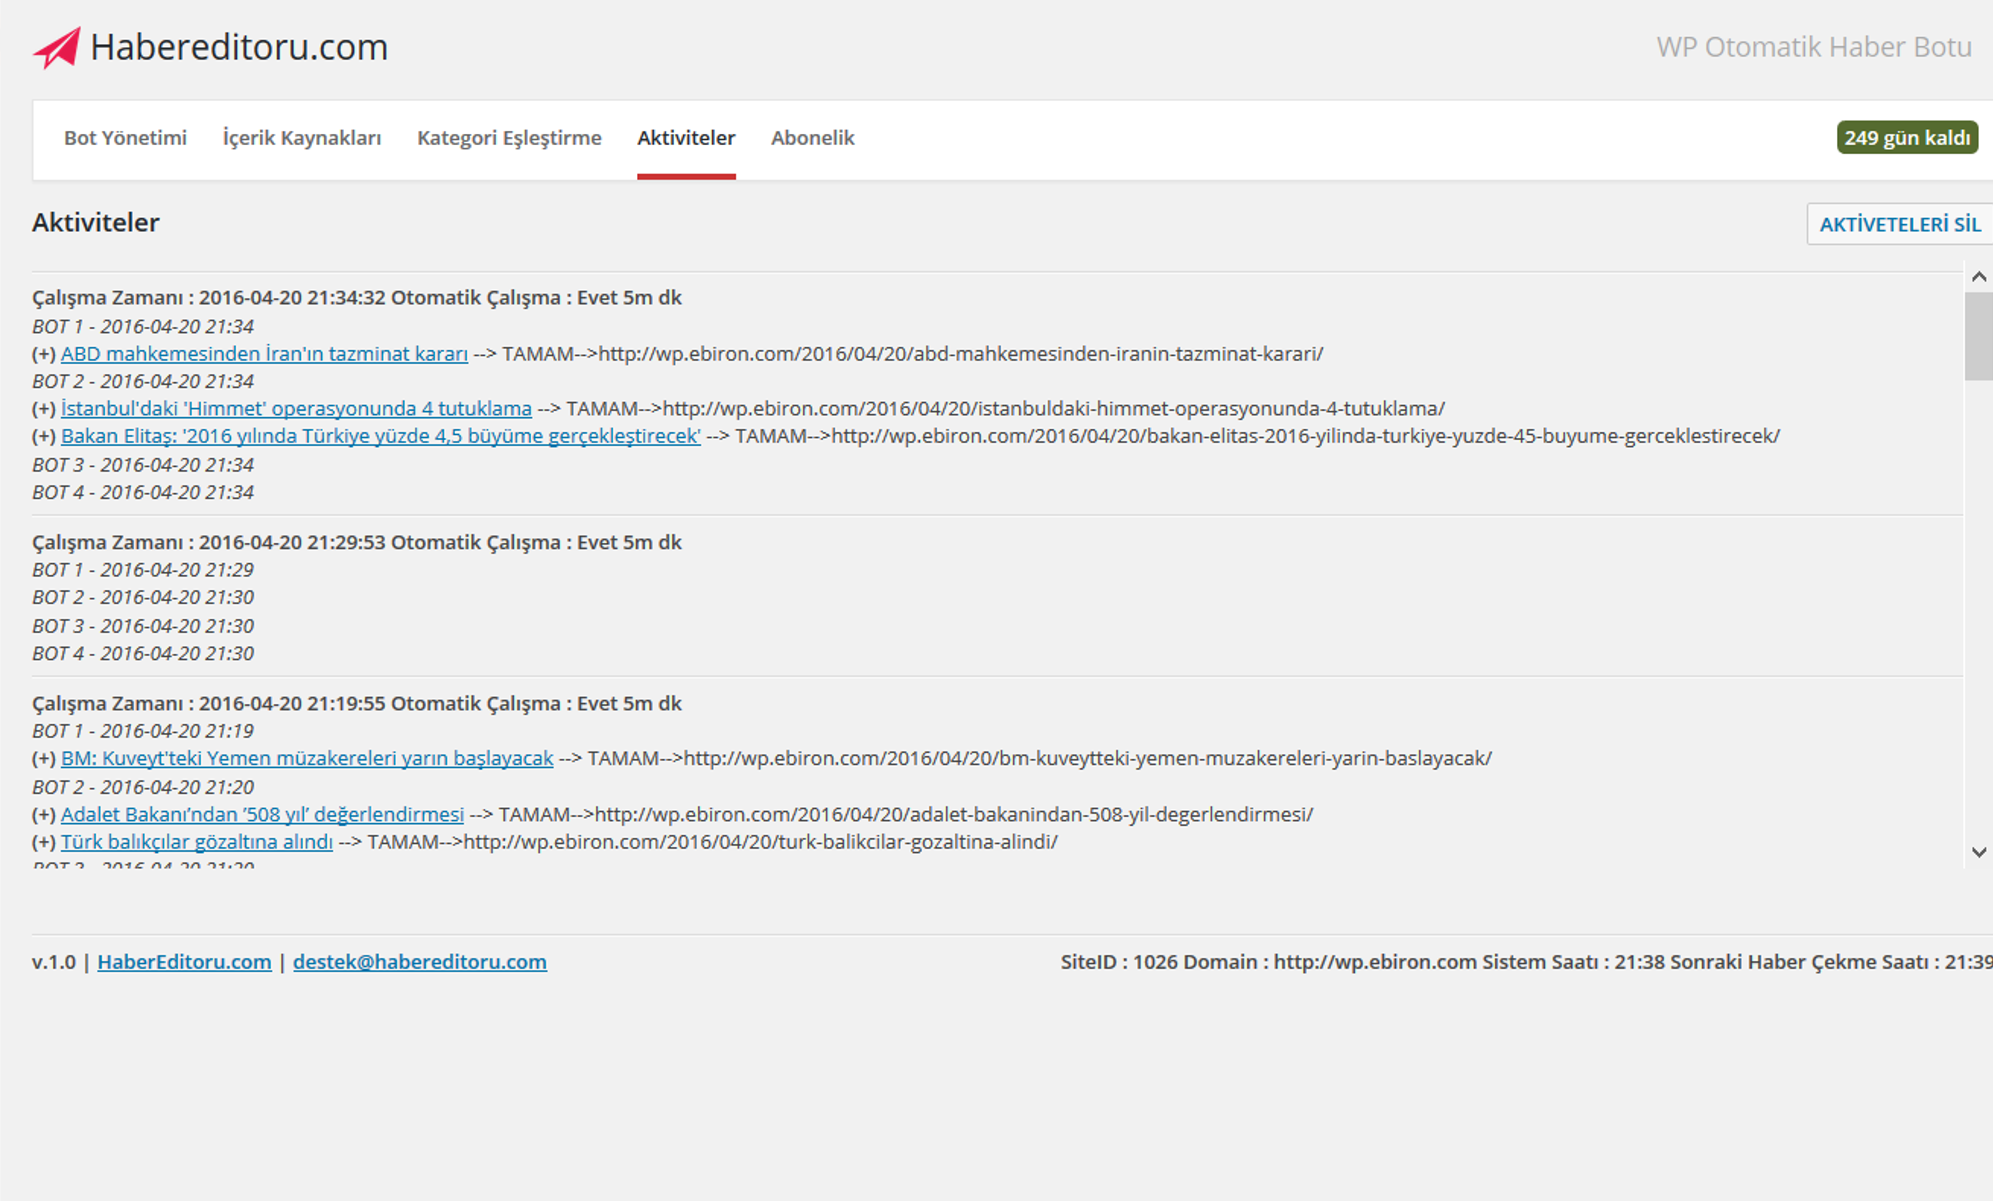 Habereditoru.com
WP Otomatik Haber Botu
Bot Yönetimi İçerik Kaynakları Kategori Eşleştirme Aktiviteler Abonelik 249 gün kaldı
Aktiviteler
AKTİVETELERİ SİL
Çalışma Zamanı : 2016-04-20 21:34:32 Otomatik Çalışma : Evet 5m dk
BOT 1 - 2016-04-20 21:34
(+) ABD mahkemesinden İran'ın tazminat kararı --> TAMAM-->http://wp.ebiron.com/2016/04/20/abd-mahkemesinden-iranin-tazminat-karari/
BOT 2 - 2016-04-20 21:34
(+) İstanbul'daki 'Himmet' operasyonunda 4 tutuklama --> TAMAM-->http://wp.ebiron.com/2016/04/20/istanbuldaki-himmet-operasyonunda-4-tutuklama/
(+) Bakan Elitaş: '2016 yılında Türkiye yüzde 4,5 büyüme gerçekleştirecek' --> TAMAM-->http://wp.ebiron.com/2016/04/20/bakan-elitas-2016-yilinda-turkiye-yuzde-45-buyume-gerceklestirecek/
BOT 3 - 2016-04-20 21:34
BOT 4 - 2016-04-20 21:34
Çalışma Zamanı : 2016-04-20 21:29:53 Otomatik Çalışma : Evet 5m dk
BOT 1 - 2016-04-20 21:29
BOT 2 - 2016-04-20 21:30
BOT 3 - 2016-04-20 21:30
BOT 4 - 2016-04-20 21:30
Çalışma Zamanı : 2016-04-20 21:19:55 Otomatik Çalışma : Evet 5m dk
BOT 1 - 2016-04-20 21:19
(+) BM: Kuveyt'teki Yemen müzakereleri yarın başlayacak --> TAMAM-->http://wp.ebiron.com/2016/04/20/bm-kuveytteki-yemen-muzakereleri-yarin-baslayacak/
BOT 2 - 2016-04-20 21:20
(+) Adalet Bakanı’ndan ’508 yıl’ değerlendirmesi --> TAMAM-->http://wp.ebiron.com/2016/04/20/adalet-bakanindan-508-yil-degerlendirmesi/
(+) Türk balıkçılar gözaltına alındı --> TAMAM-->http://wp.ebiron.com/2016/04/20/turk-balikcilar-gozaltina-alindi/
BOT 3 - 2016-04-20 21:20
v.1.0 | HaberEditoru.com | destek@habereditoru.com
SiteID : 1026 Domain : http://wp.ebiron.com Sistem Saatı : 21:38 Sonraki Haber Çekme Saatı : 21:39